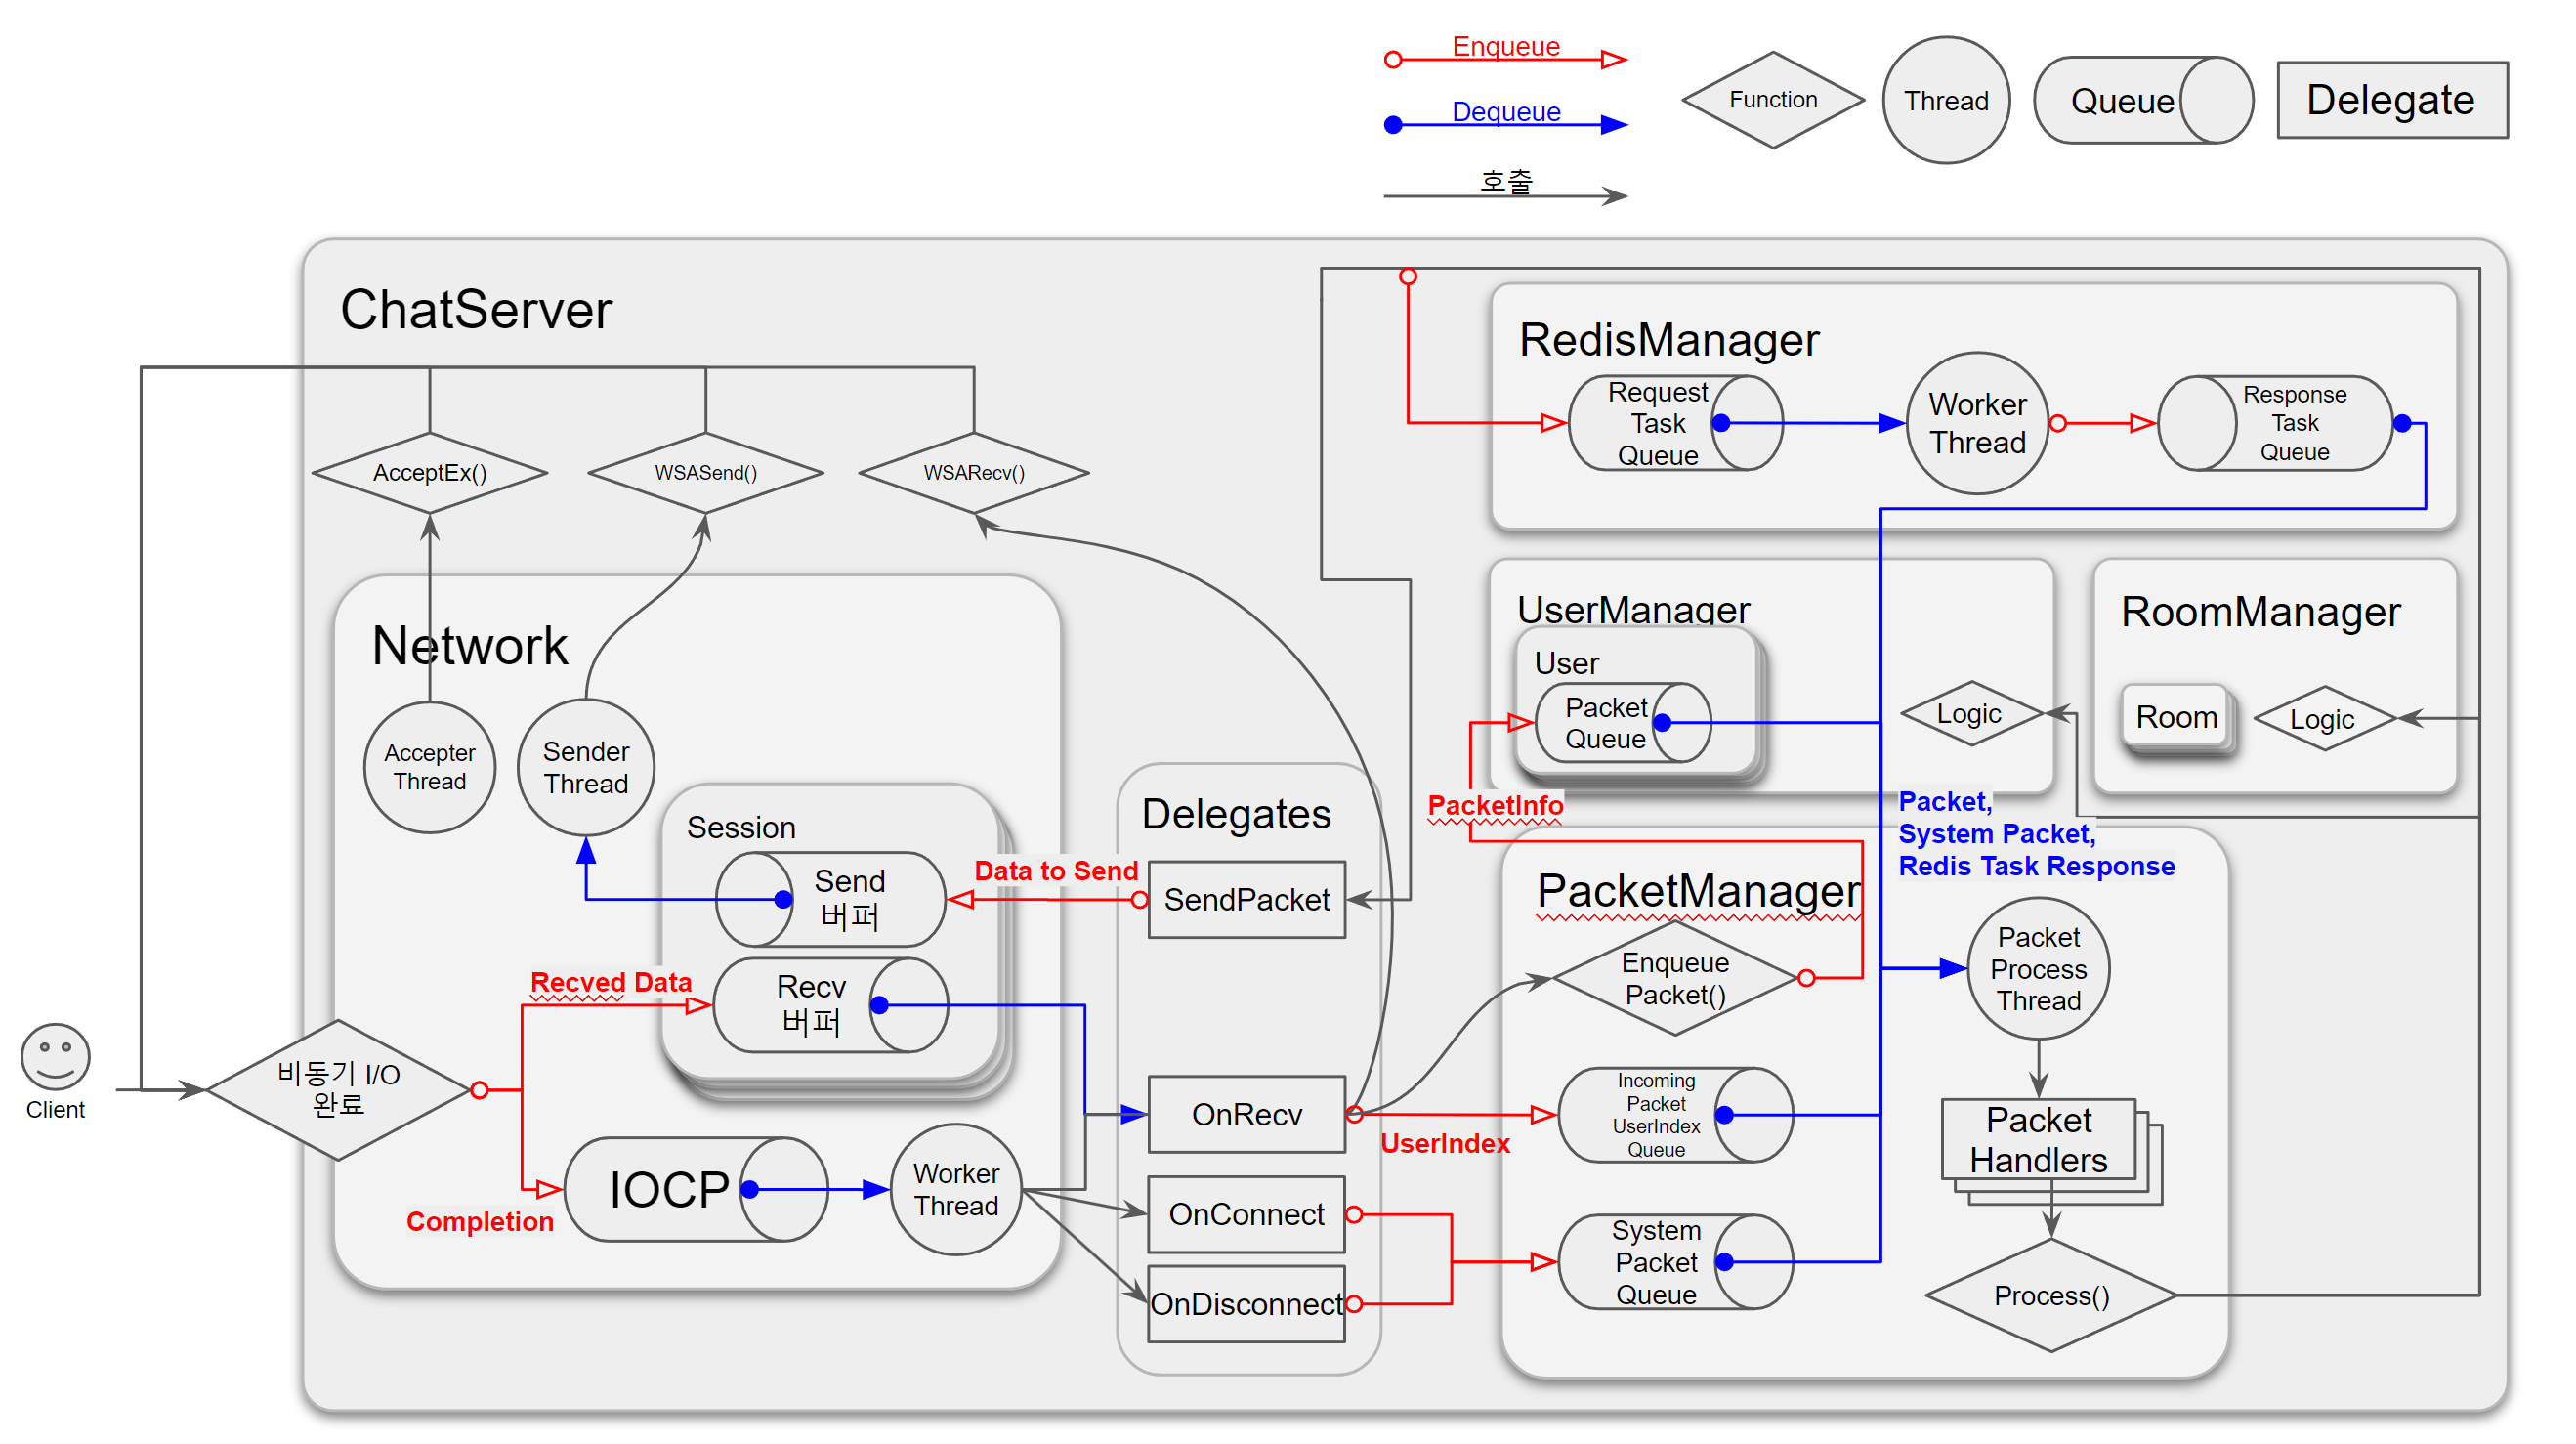 Enqueue
Dequeue
호출
Function
Thread
Queue
Delegate
ChatServer
AcceptEx()
WSASend()
WSARecv()
RedisManager
Request
Task
Queue
Worker
Thread
Response
Task
Queue
Network
Accepter
Thread
Sender
Thread
Session
Send
버퍼
Recv
버퍼
Recved Data
Data to Send
Client
비동기 I/O
완료
Completion
IOCP
Worker
Thread
Delegates
SendPacket
OnRecv
OnConnect
OnDisconnect
UserManager
User
Packet
Queue
Logic
RoomManager
Room
Logic
PacketInfo
Packet,
System Packet,
Redis Task Response
PacketManager
Enqueue
Packet()
Packet
Process
Thread
UserIndex
Incoming
Packet
UserIndex
Queue
System
Packet
Queue
Packet
Handlers
Process()